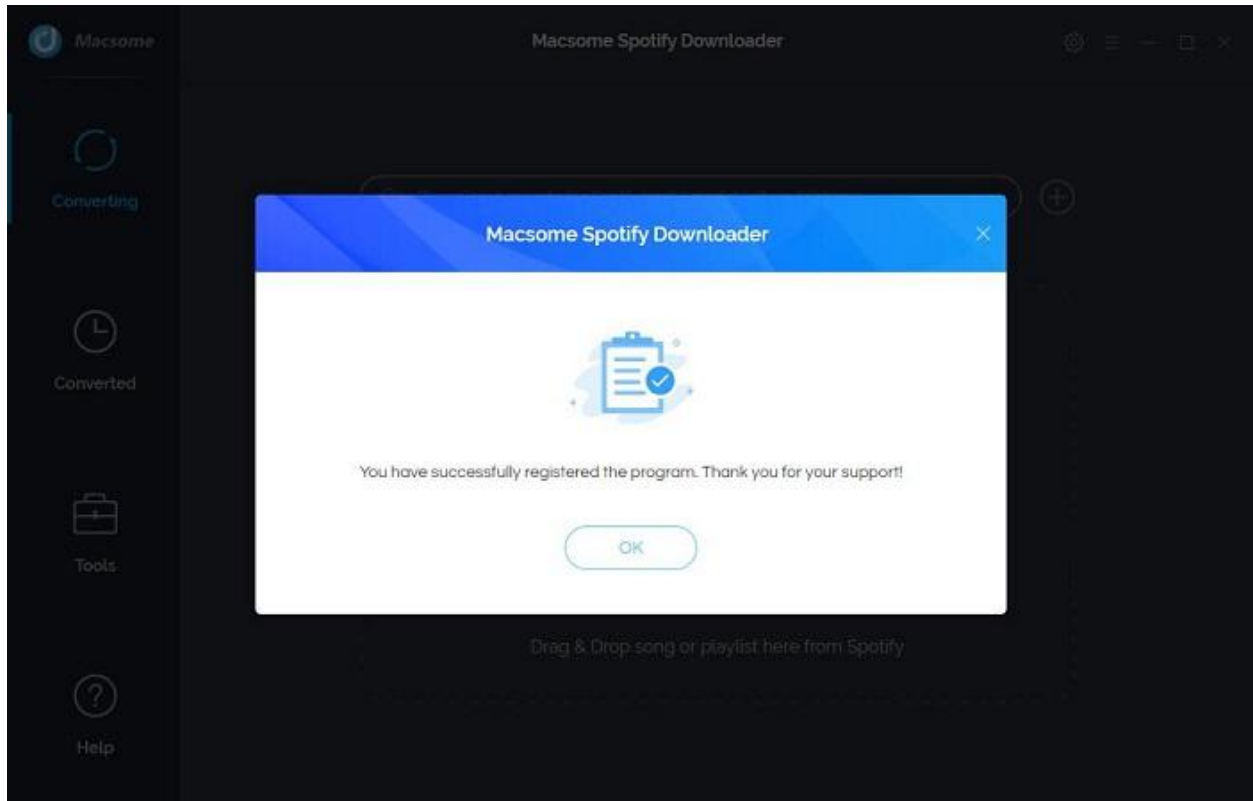 Macsome
Macsome Spotify Downloader
Converting
Macsome Spotify Downloader
Converted
You have successfully registered the program. Thank you for your support!
OK
Tools
Drag & Drop song or playlist here from Spotify
Help